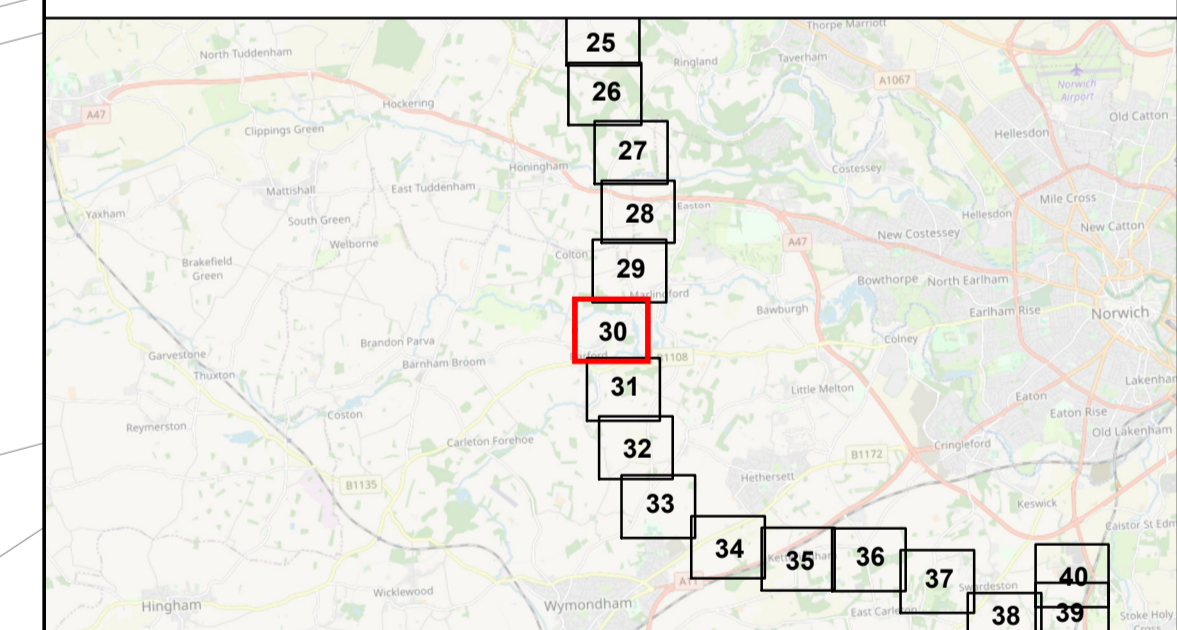 Thorpe Marriott
25
North Tuddenham
Taverham
Ringland
A1067
Norwich
Airport
26
Hockering
A47
Old Catton
Clippings Green
Hellesdon
27
Honingham
Costessey
East Tuddenham
Mattishall
Mile Cross
Easton
Yaxham
28
Hellesdon
South Green
New Catton
New Costessey
Welborne
A47
Colton
Brakefield
Green
29
Bowthorpe
North Earlham
Marlingford
Bawburgh
Earlham Rise
Norwich
30
Brandon Parva
Colney
Garvestone
Barford
B1108
Barnham Broom
Thuxton
Lakenham
31
Little Melton
Eaton
Coston
Eaton Rise
Reymerston
Old Lakenham
Carleton Forehoe
Cringleford
32
B1172
Hethersett
B1135
Keswick
33
Caistor St Edm
34
35
Ketteringham
36
A11
37
Swardeston
40
Wicklewood
Hingham
Wymondham
East Carleton
38
39
Stoke Holy
Cross